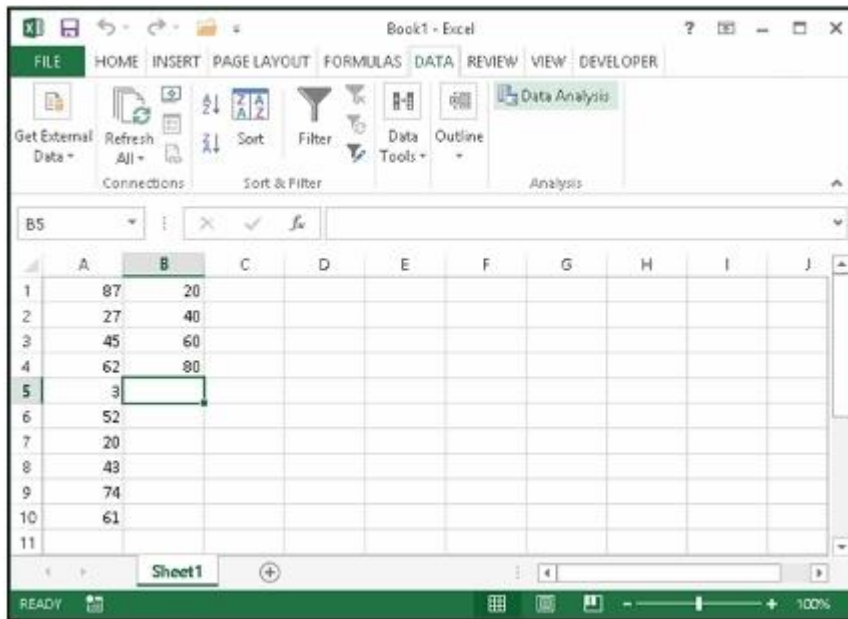 Book1 - Excel ?
FILE HOME INSERT PAGE LAYOUT FORMULAS DATA REVIEW VIEW DEVELOPER
Get External Data
Refresh All
Connections
A Z
Z A
Z A A Z
Sort
Filter
Sort & Filter
Data Tools
Outline
Data Analysis
Analysis
B5 fx
A B C D E F G H I J
1 87 20
2 27 40
3 45 60
4 62 80
5 3
6 52
7 20
8 43
9 74
10 61
11
Sheet1
READY 100%